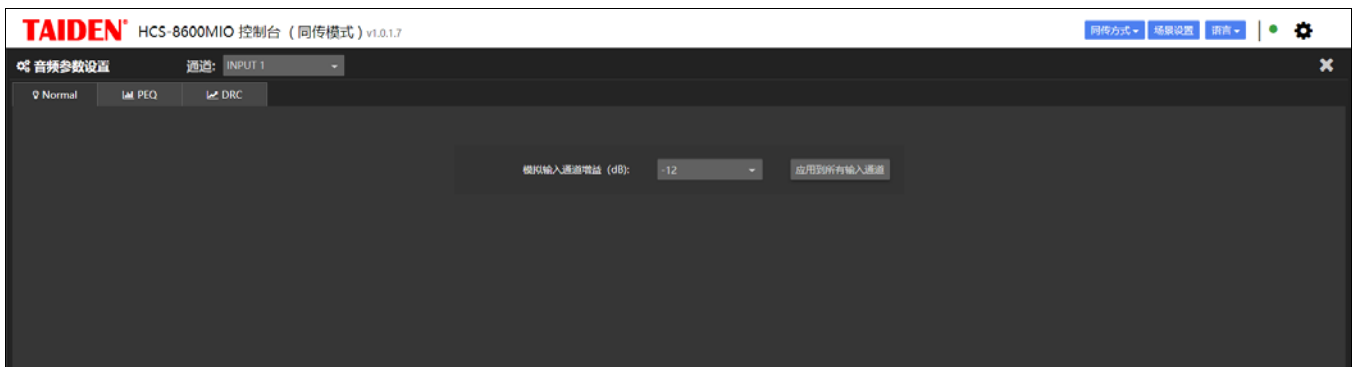 TAIDEN® HCS-8600MIO 控制台 ( 同传模式 ) v1.0.1.7 同传方式 场景设置 语言
音频参数设置 通道: INPUT 1
Normal PEQ DRC
模拟输入通道增益 (dB): -12 应用到所有输入通道